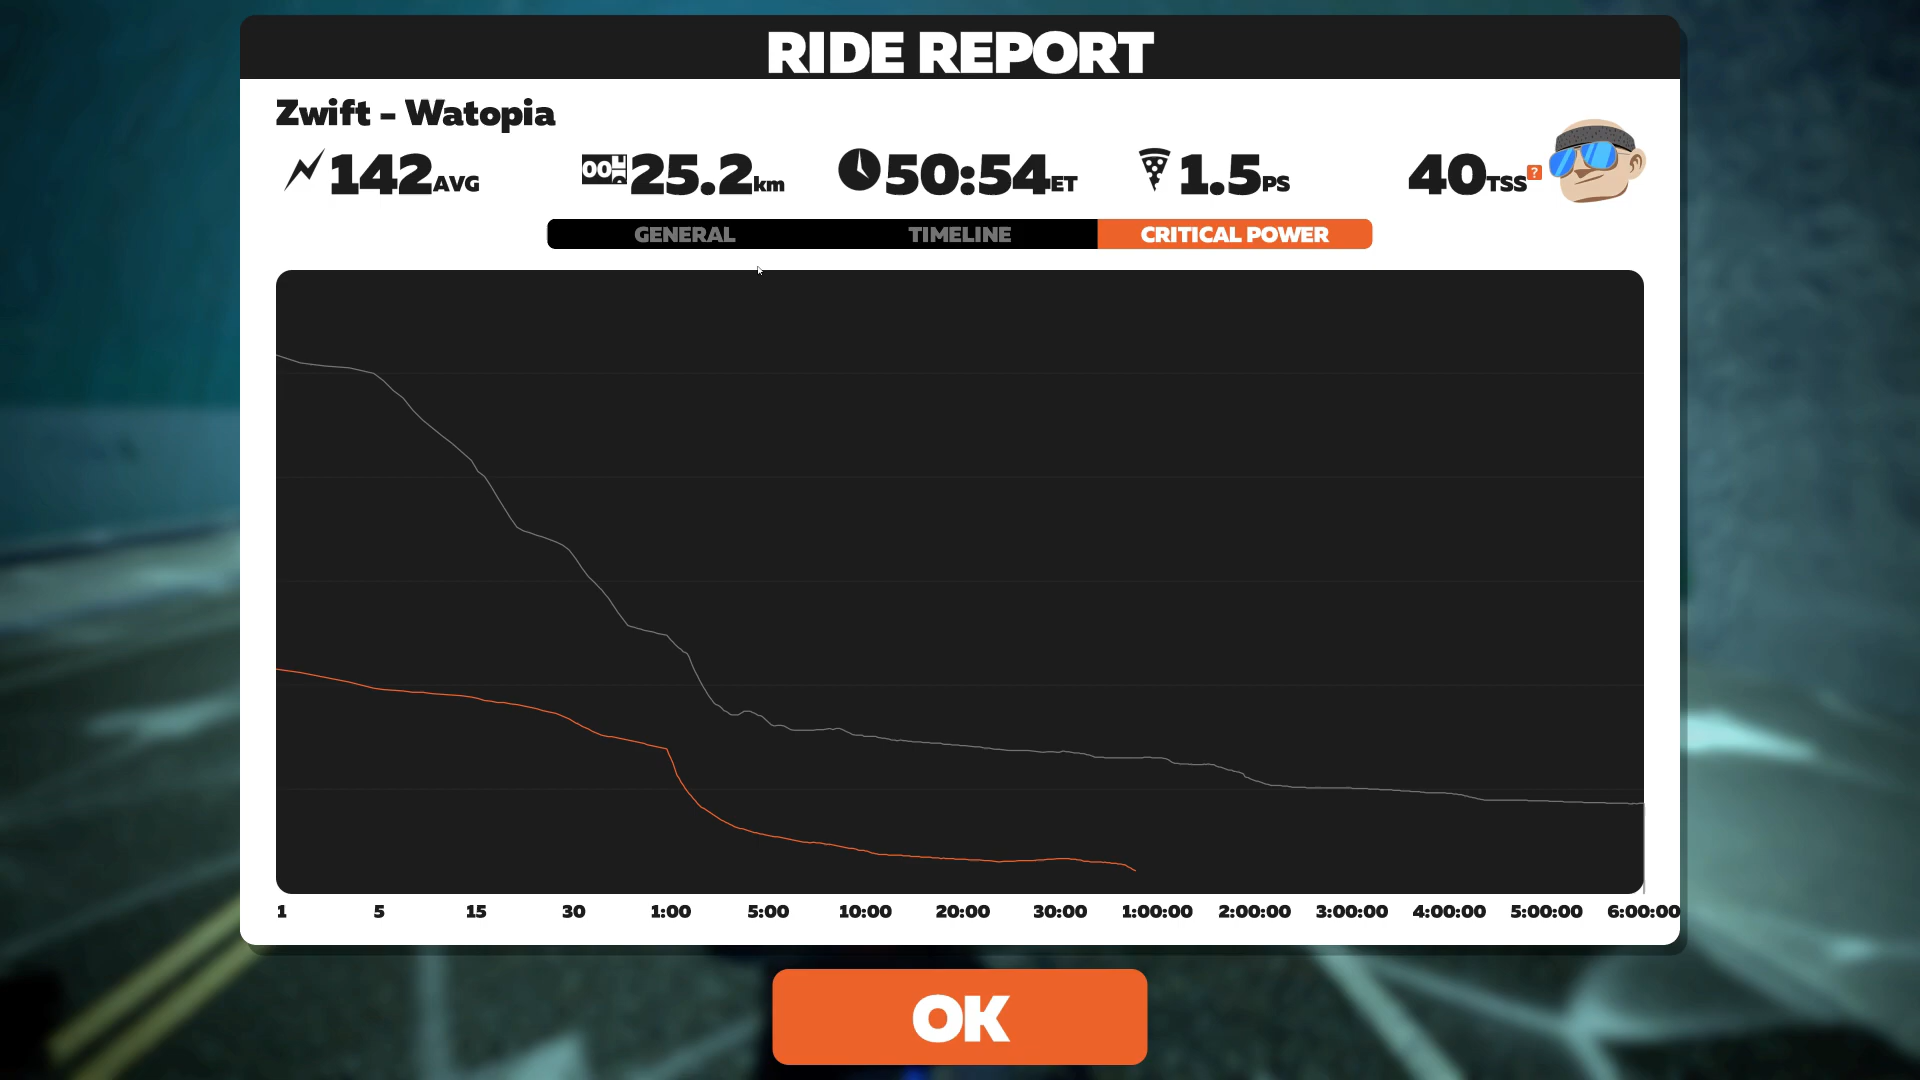 RIDE REPORT
Zwift - Watopia
142AVG 25.2km 50:54ET 1.5PS 40TSS ?
GENERAL TIMELINE CRITICAL POWER
1 5 15 30 1:00 5:00 10:00 20:00 30:00 1:00:00 2:00:00 3:00:00 4:00:00 5:00:00 6:00:00
OK